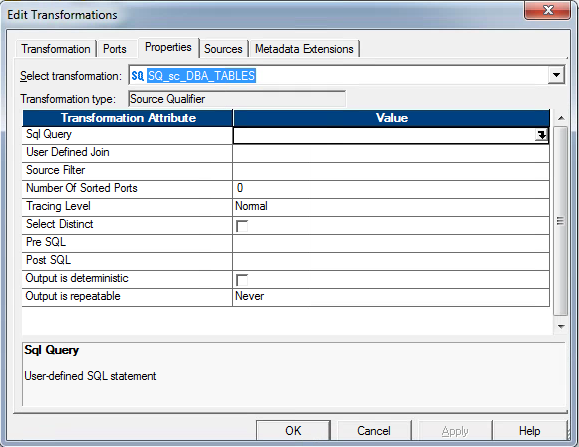 Edit Transformations
Transformation Ports Properties Sources Metadata Extensions
Select transformation: SQ SQ_sc_DBA_TABLES
Transformation type: Source Qualifier
Transformation Attribute Value
Sql Query
User Defined Join
Source Filter
Number Of Sorted Ports 0
Tracing Level Normal
Select Distinct
Pre SQL
Post SQL
Output is deterministic
Output is repeatable Never
Sql Query
User-defined SQL statement
OK Cancel Apply Help